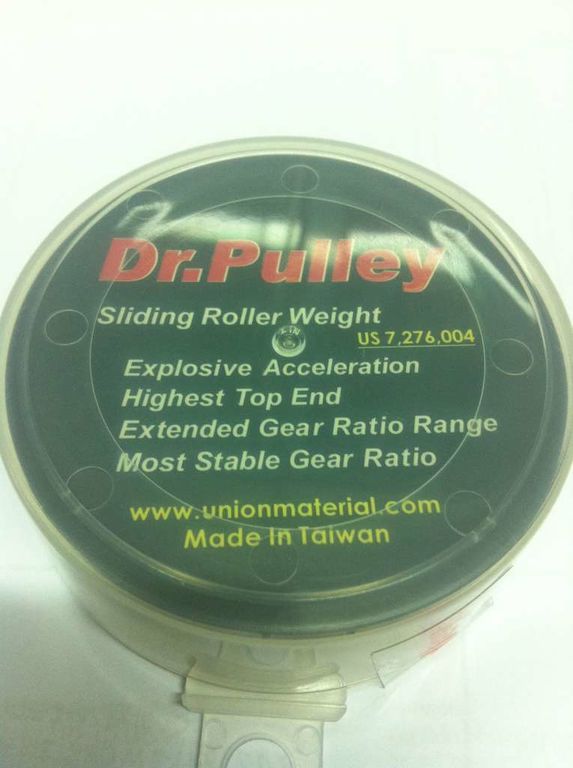 Dr.Pulley
Sliding Roller Weight
US 7,276,004
Explosive Acceleration
Highest Top End
Extended Gear Ratio Range
Most Stable Gear Ratio
www.unionmaterial.com
Made In Taiwan